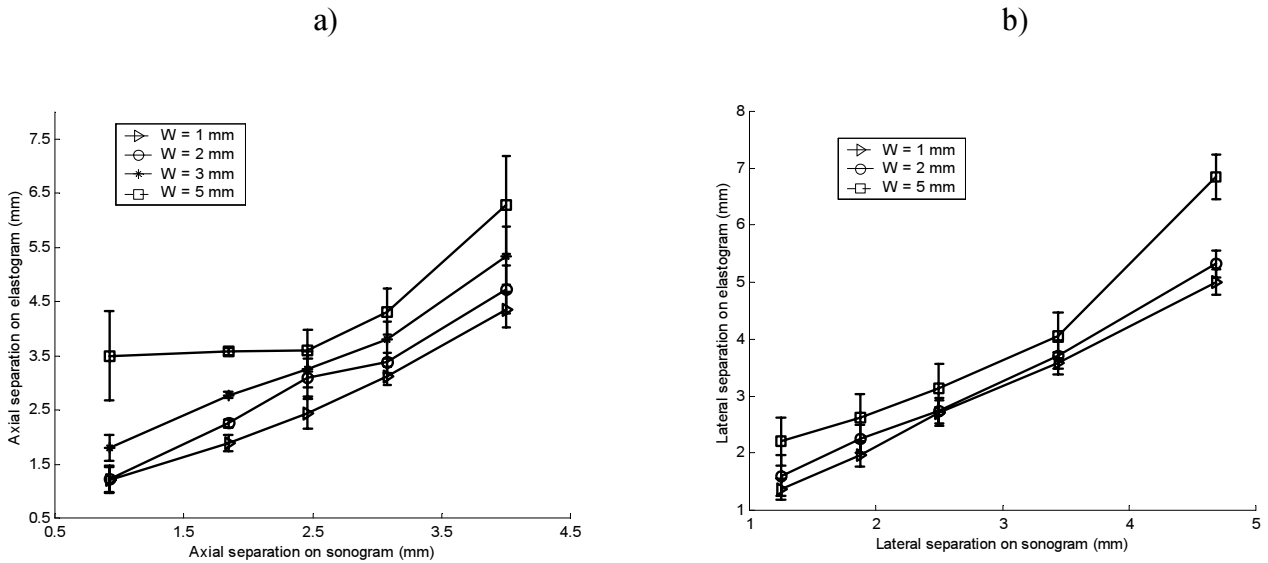 a)
7.5
6.5
5.5
4.5
3.5
2.5
1.5
0.5
Axial separation on elastogram (mm)
W = 1 mm
W = 2 mm
W = 3 mm
W = 5 mm
0.5 1.5 2.5 3.5 4.5
Axial separation on sonogram (mm)
b)
8
7
6
5
4
3
2
1
Lateral separation on elastogram (mm)
W = 1 mm
W = 2 mm
W = 5 mm
1 2 3 4 5
Lateral separation on sonogram (mm)